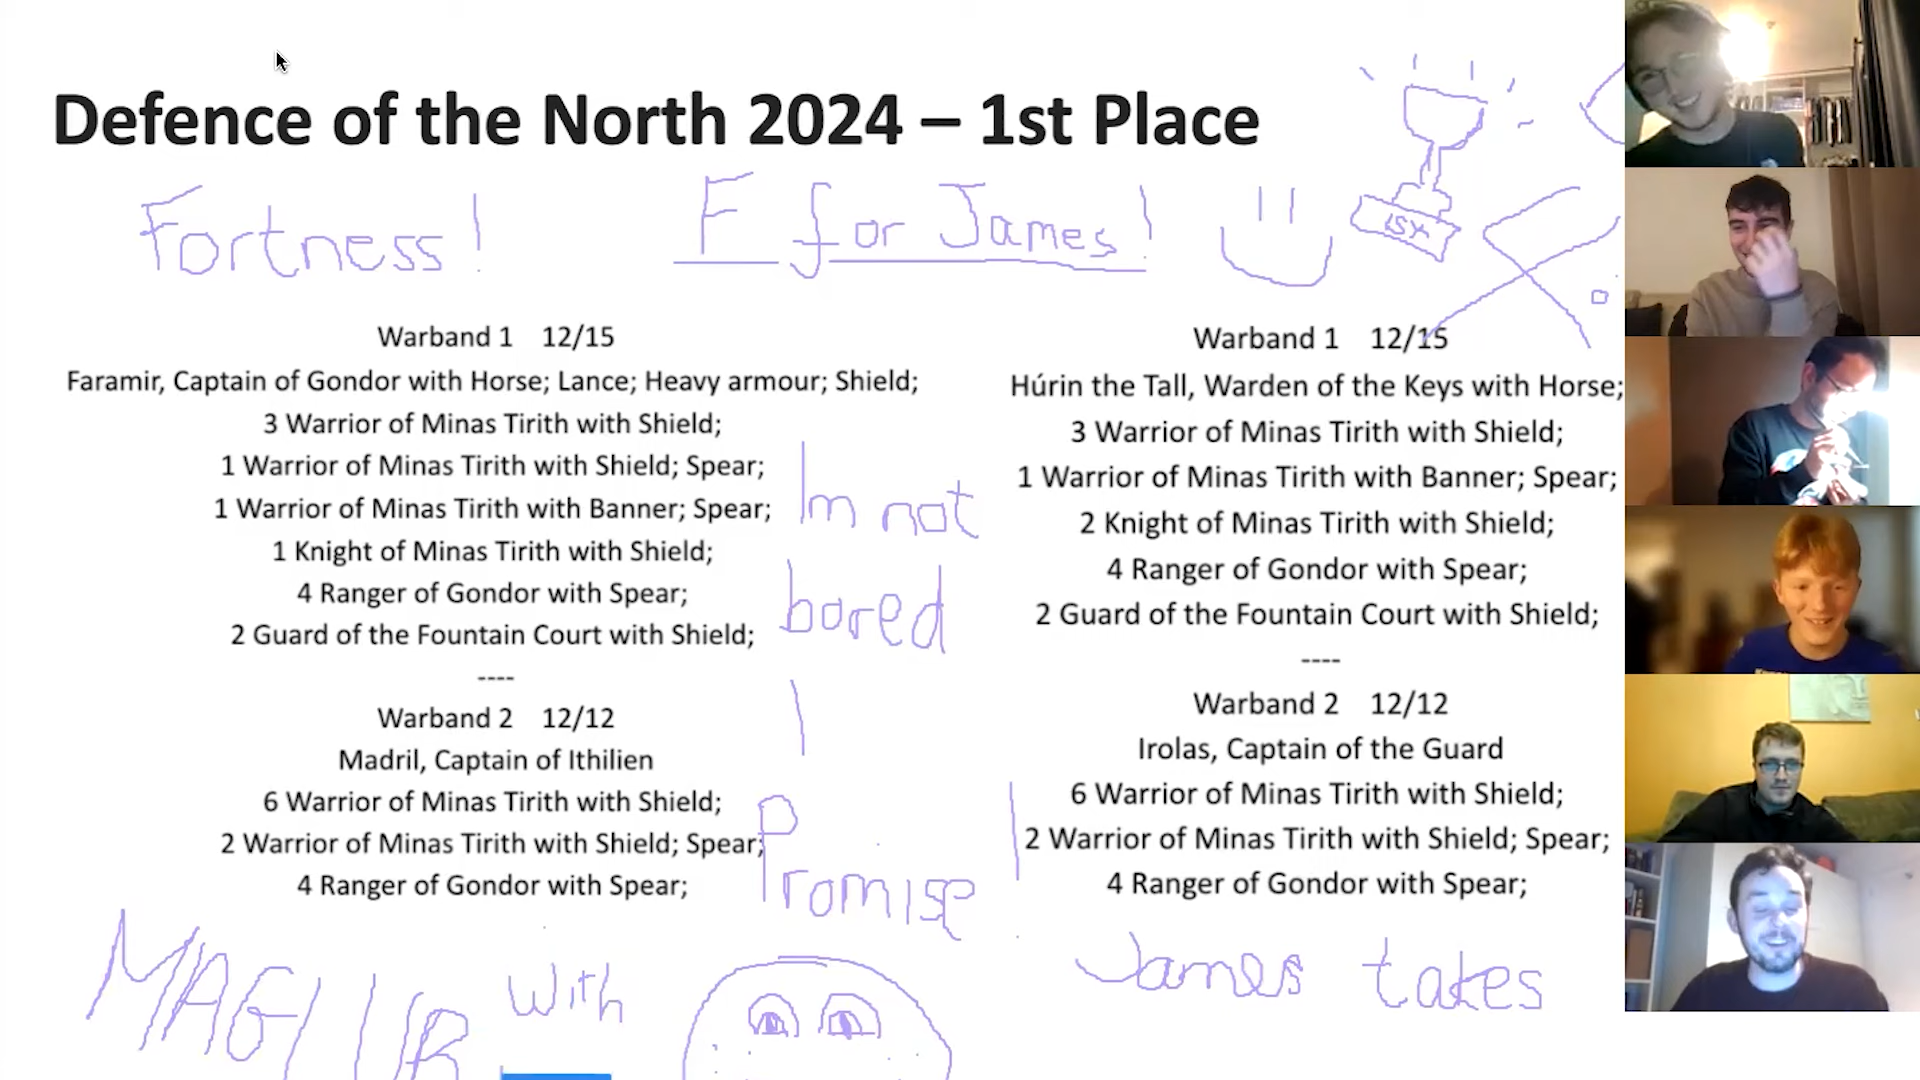 Defence of the North 2024 – 1st Place
Fortness!
F for James!
1st
Warband 1 12/15
Faramir, Captain of Gondor with Horse; Lance; Heavy armour; Shield;
3 Warrior of Minas Tirith with Shield;
1 Warrior of Minas Tirith with Shield; Spear;
1 Warrior of Minas Tirith with Banner; Spear;
1 Knight of Minas Tirith with Shield;
4 Ranger of Gondor with Spear;
2 Guard of the Fountain Court with Shield;
----
Warband 2 12/12
Madril, Captain of Ithilien
6 Warrior of Minas Tirith with Shield;
2 Warrior of Minas Tirith with Shield; Spear;
4 Ranger of Gondor with Spear;
Im not
bored
I
Promise
Warband 1 12/15
Húrin the Tall, Warden of the Keys with Horse;
3 Warrior of Minas Tirith with Shield;
1 Warrior of Minas Tirith with Banner; Spear;
2 Knight of Minas Tirith with Shield;
4 Ranger of Gondor with Spear;
2 Guard of the Fountain Court with Shield;
----
Warband 2 12/12
Irolas, Captain of the Guard
6 Warrior of Minas Tirith with Shield;
2 Warrior of Minas Tirith with Shield; Spear;
4 Ranger of Gondor with Spear;
with
James takes